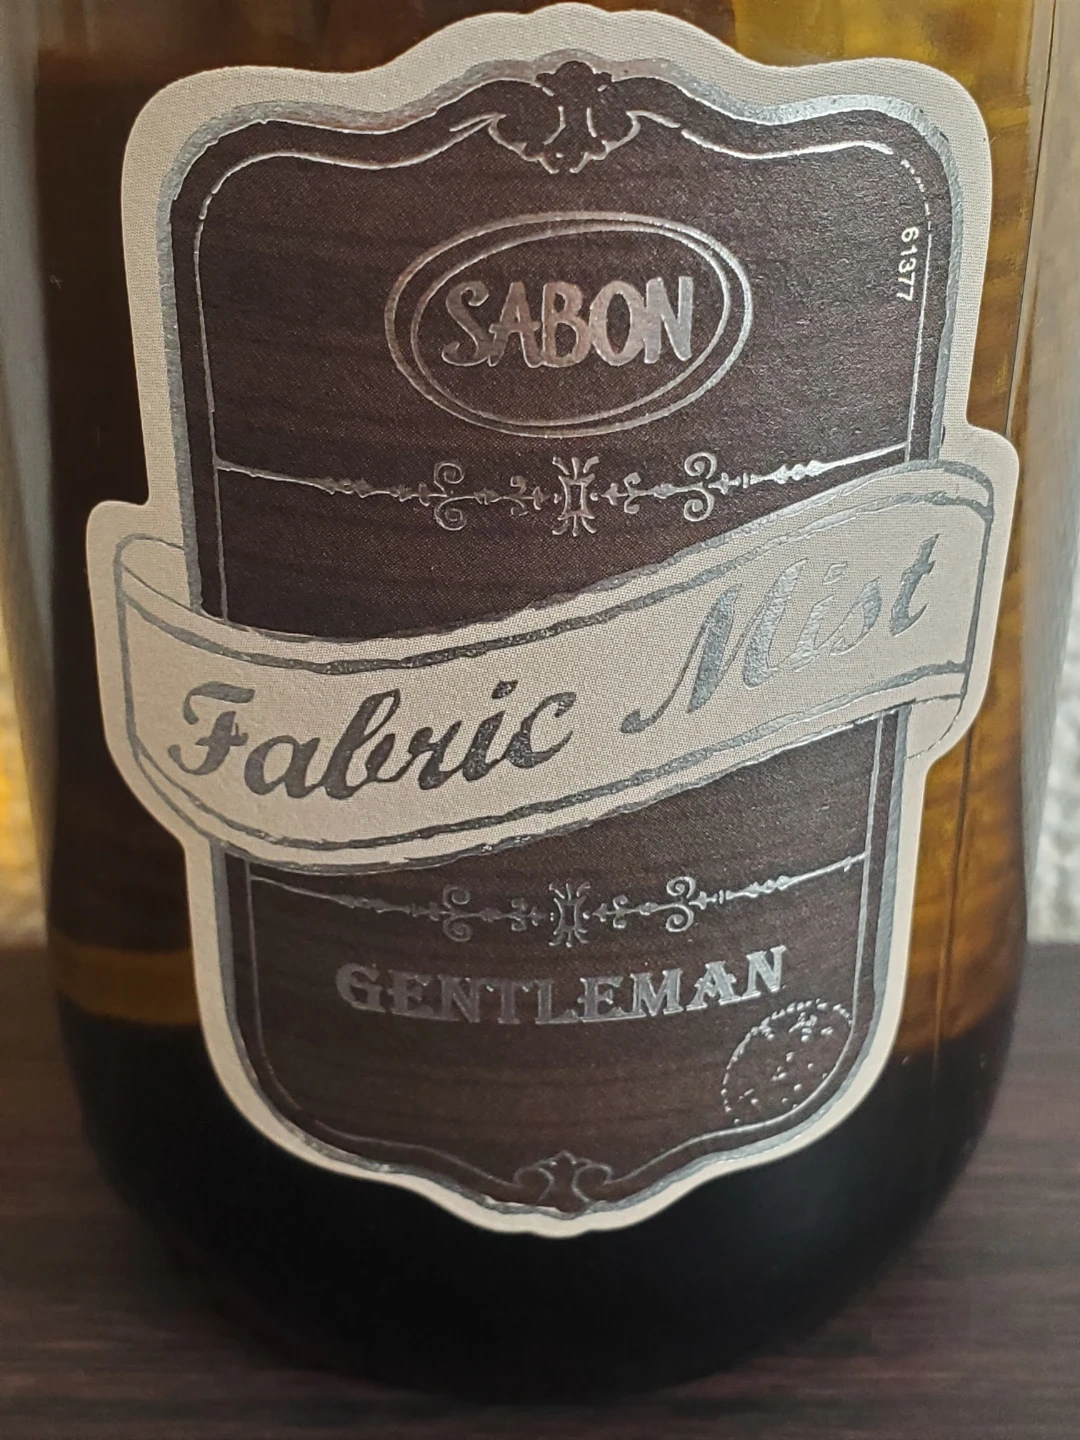 SABON
61377
Fabric Mist
GENTLEMAN